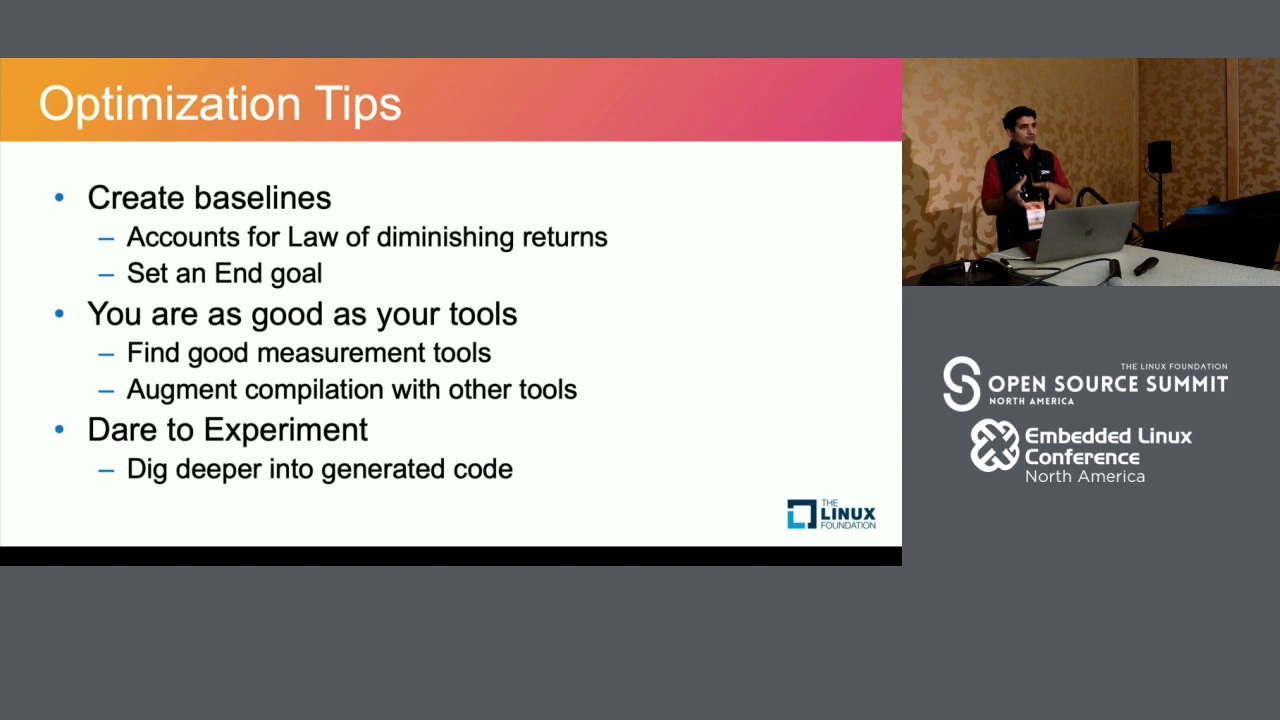 Optimization Tips
• Create baselines
– Accounts for Law of diminishing returns
– Set an End goal
• You are as good as your tools
– Find good measurement tools
– Augment compilation with other tools
• Dare to Experiment
– Dig deeper into generated code
THE
LINUX
FOUNDATION
THE LINUX FOUNDATION
OPEN SOURCE SUMMIT
NORTH AMERICA
Embedded Linux
Conference
North America